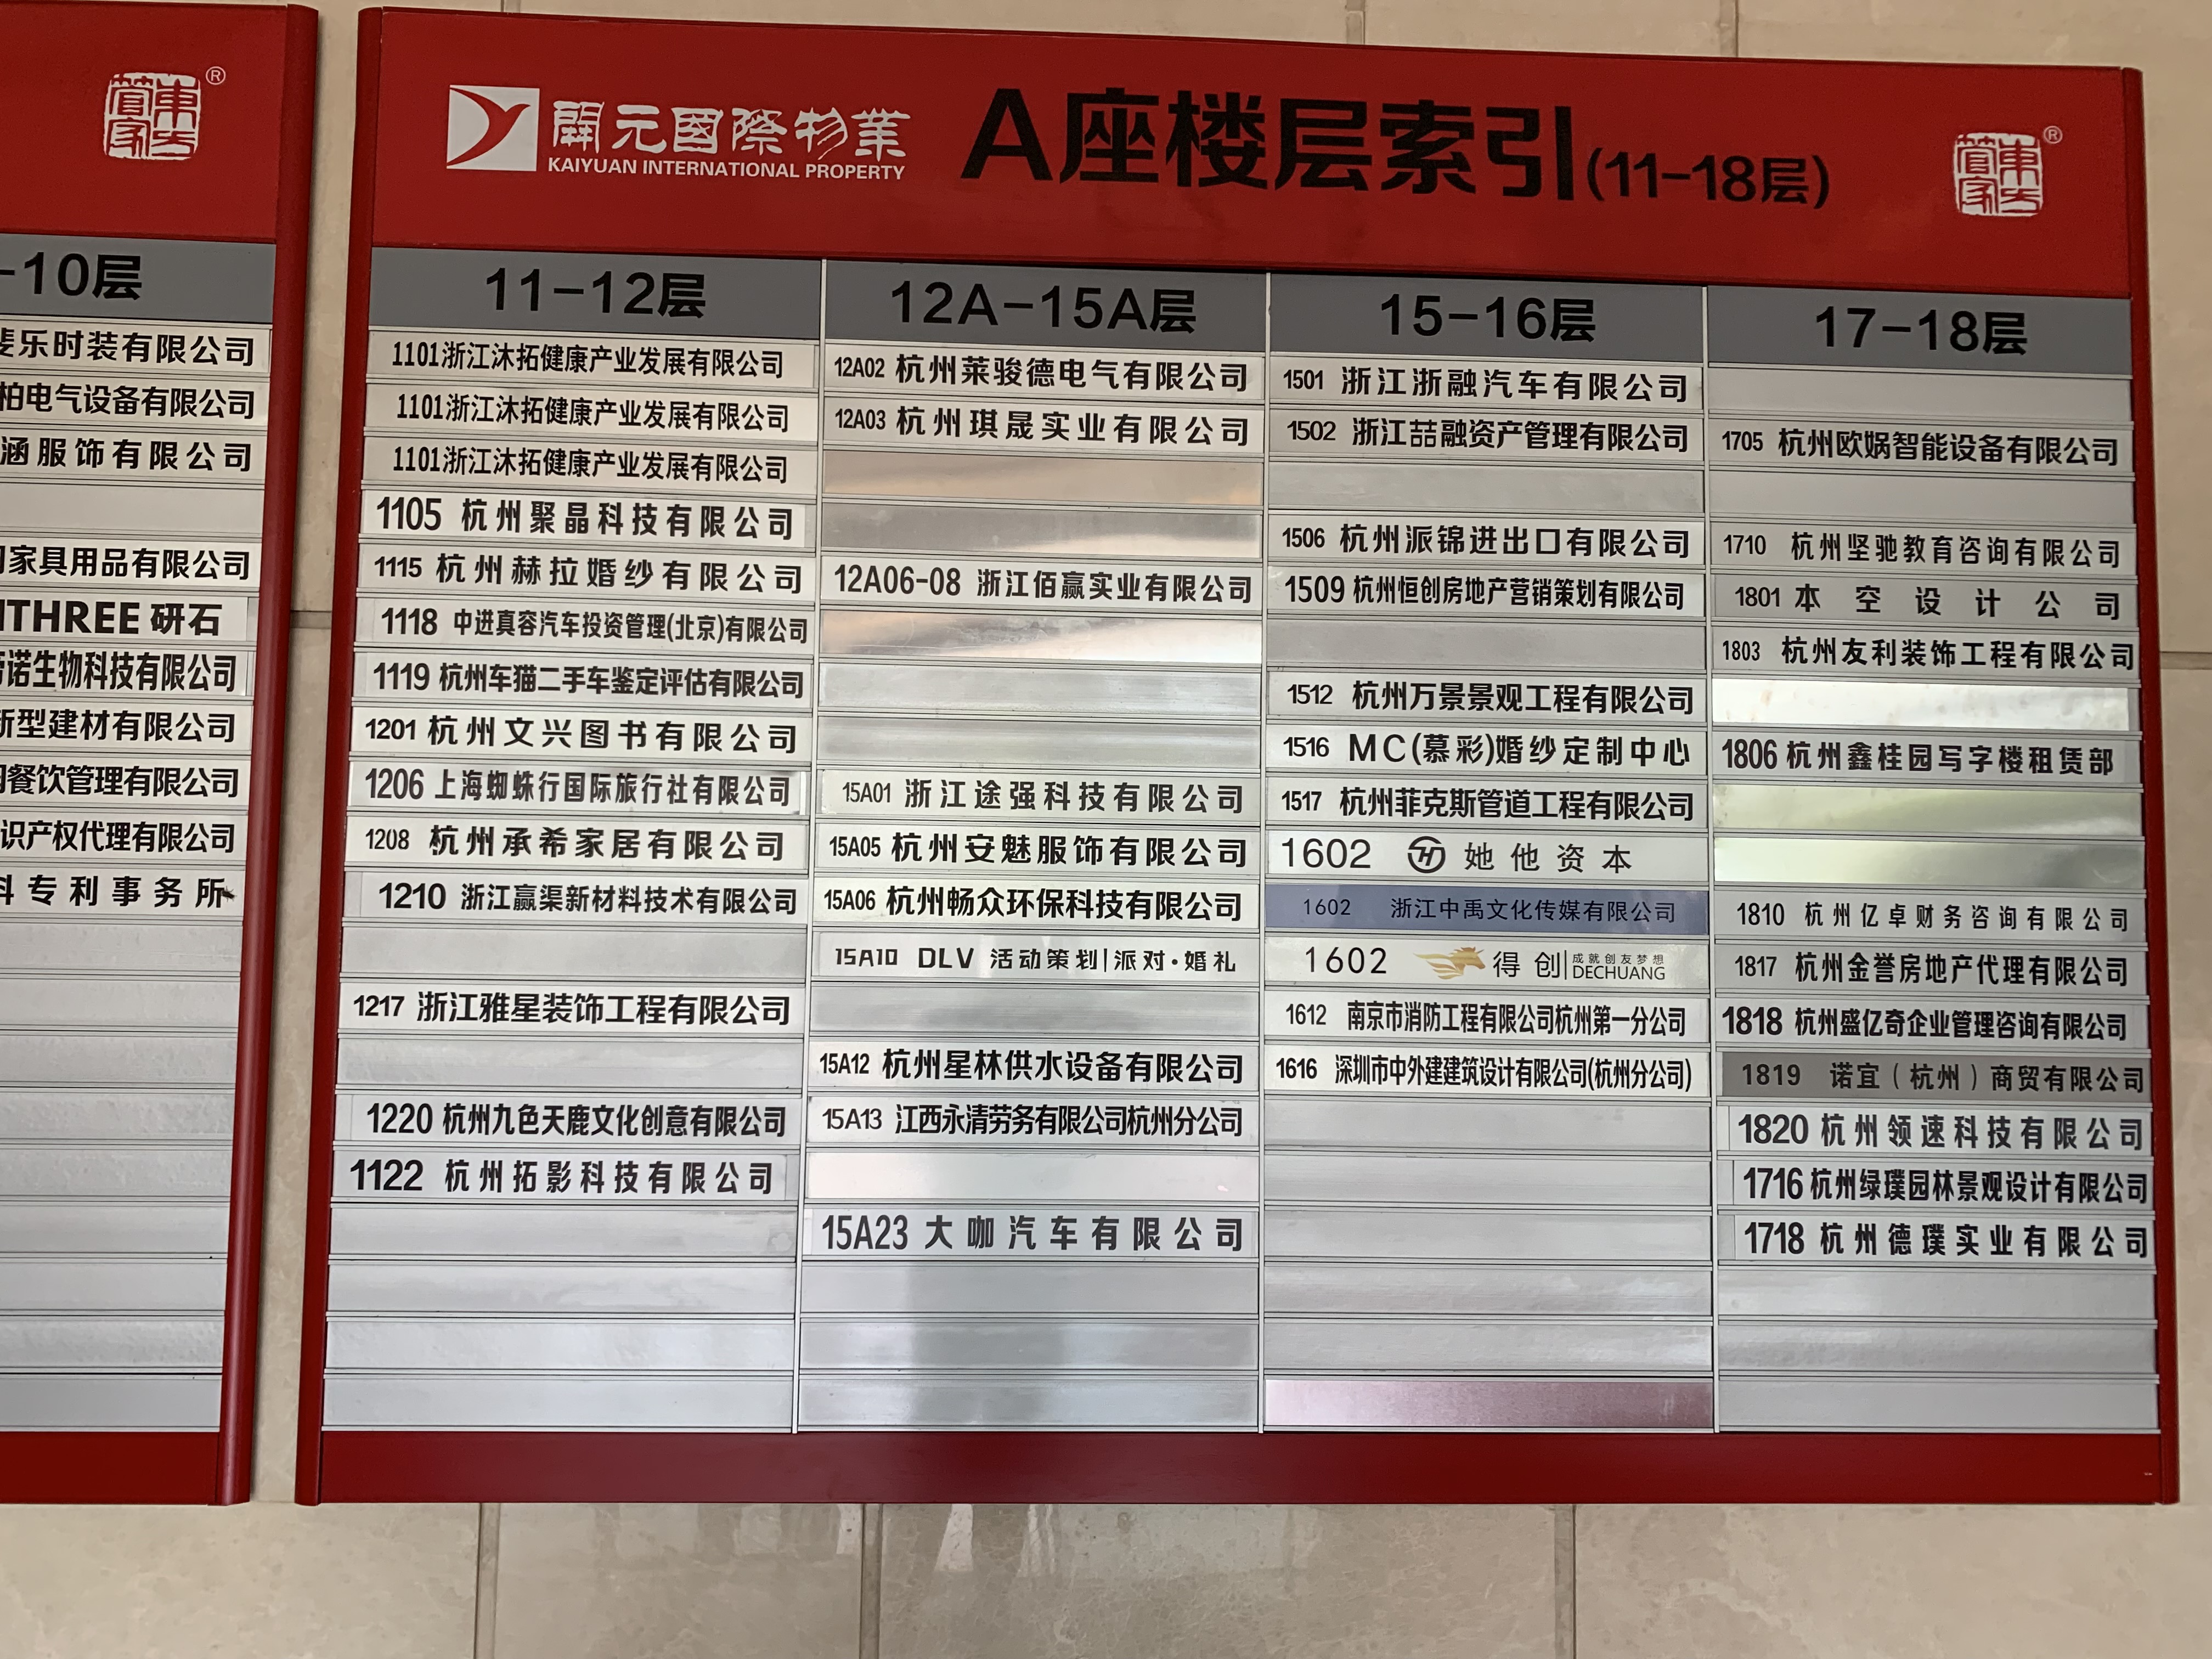 -10层
乐时装有限公司
柏电气设备有限公司
涵服饰有限公司
家具用品有限公司
THREE 研石
诺生物科技有限公司
新型建材有限公司
餐饮管理有限公司
识产权代理有限公司
专利事务所
開元國際物業
KAIYUAN INTERNATIONAL PROPERTY
A座楼层索引(11-18层)
11-12层
1101浙江沐拓健康产业发展有限公司
1101浙江沐拓健康产业发展有限公司
1101浙江沐拓健康产业发展有限公司
1105 杭州聚晶科技有限公司
1115 杭州赫拉婚纱有限公司
1118 中进真容汽车投资管理(北京)有限公司
1119 杭州车猫二手车鉴定评估有限公司
1201 杭州文兴图书有限公司
1206 上海蜘蛛行国际旅行社有限公司
1208 杭州承希家居有限公司
1210 浙江赢渠新材料技术有限公司
1217 浙江雅星装饰工程有限公司
1220 杭州九色天鹿文化创意有限公司
1122 杭州拓影科技有限公司
12A-15A层
12A02 杭州莱骏德电气有限公司
12A03 杭州琪晟实业有限公司
12A06-08 浙江佰赢实业有限公司
15A01 浙江途强科技有限公司
15A05 杭州安魅服饰有限公司
15A06 杭州畅众环保科技有限公司
15A10 DLV 活动策划|派对·婚礼
15A12 杭州星林供水设备有限公司
15A13 江西永清劳务有限公司杭州分公司
15A23 大咖汽车有限公司
15-16层
1501 浙江浙融汽车有限公司
1502 浙江喆融资产管理有限公司
1506 杭州派锦进出口有限公司
1509 杭州恒创房地产营销策划有限公司
1512 杭州万景景观工程有限公司
1516 MC(慕彩)婚纱定制中心
1517 杭州菲克斯管道工程有限公司
1602 她他资本
1602 浙江中禹文化传媒有限公司
1602 得创 成就创友梦想 DECHUANG
1612 南京市消防工程有限公司杭州第一分公司
1616 深圳市中外建建筑设计有限公司(杭州分公司)
17-18层
1705 杭州欧娲智能设备有限公司
1710 杭州坚驰教育咨询有限公司
1801 本空设计公司
1803 杭州友利装饰工程有限公司
1806 杭州鑫桂园写字楼租赁部
1810 杭州亿卓财务咨询有限公司
1817 杭州金誉房地产代理有限公司
1818 杭州盛亿奇企业管理咨询有限公司
1819 诺宜(杭州)商贸有限公司
1820 杭州领速科技有限公司
1716 杭州绿璞园林景观设计有限公司
1718 杭州德璞实业有限公司